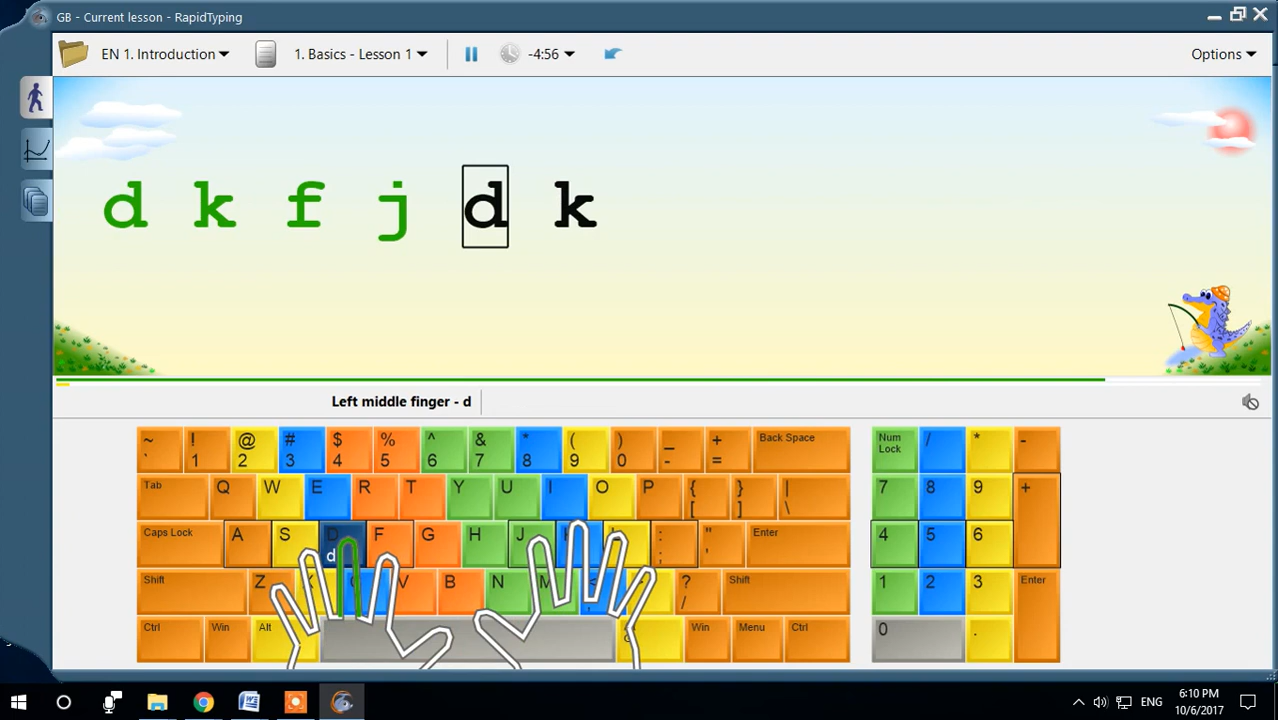 GB - Current lesson - RapidTyping
EN 1. Introduction 1. Basics - Lesson 1 -4:56 Options
d k f j d k
Left middle finger - d
~ ! @ # $ % ^ & * ( ) _ + Back Space
` 1 2 3 4 5 6 7 8 9 0 - =
Tab Q W E R T Y U I O P { } |
[ ] \
Caps Lock A S D F G H J : " Enter
d ; '
Shift Z V B N M < ? Shift
, /
Ctrl Win Alt Win Menu Ctrl
Num Lock / * -
7 8 9 +
4 5 6
1 2 3 Enter
0 .
ENG 6:10 PM
10/6/2017